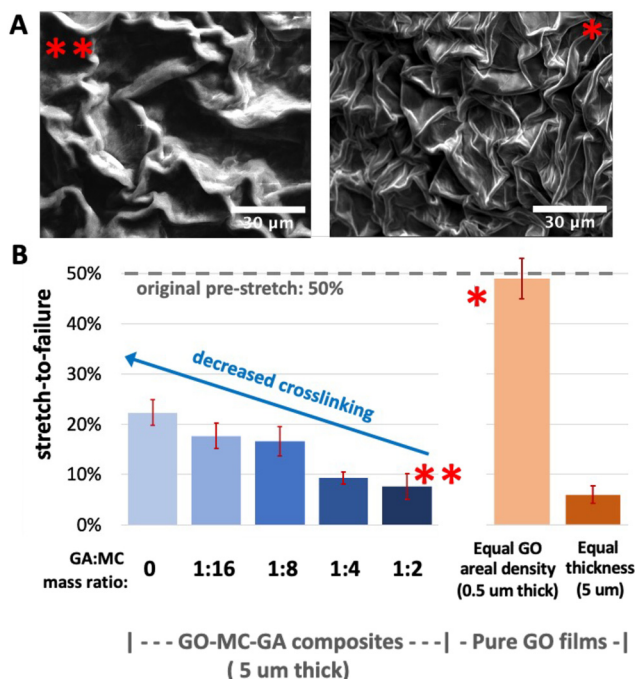 A
* *
*
30 μm
30 μm
B
50%
original pre-stretch: 50%
*
40%
30%
decreased crosslinking
20%
10%
* *
0%
stretch-to-failure
GA:MC
mass ratio:
0
1:16
1:8
1:4
1:2
Equal GO
areal density
(0.5 um thick)
Equal
thickness
(5 um)
| - - - GO-MC-GA composites - - - |
( 5 um thick)
- Pure GO films -|